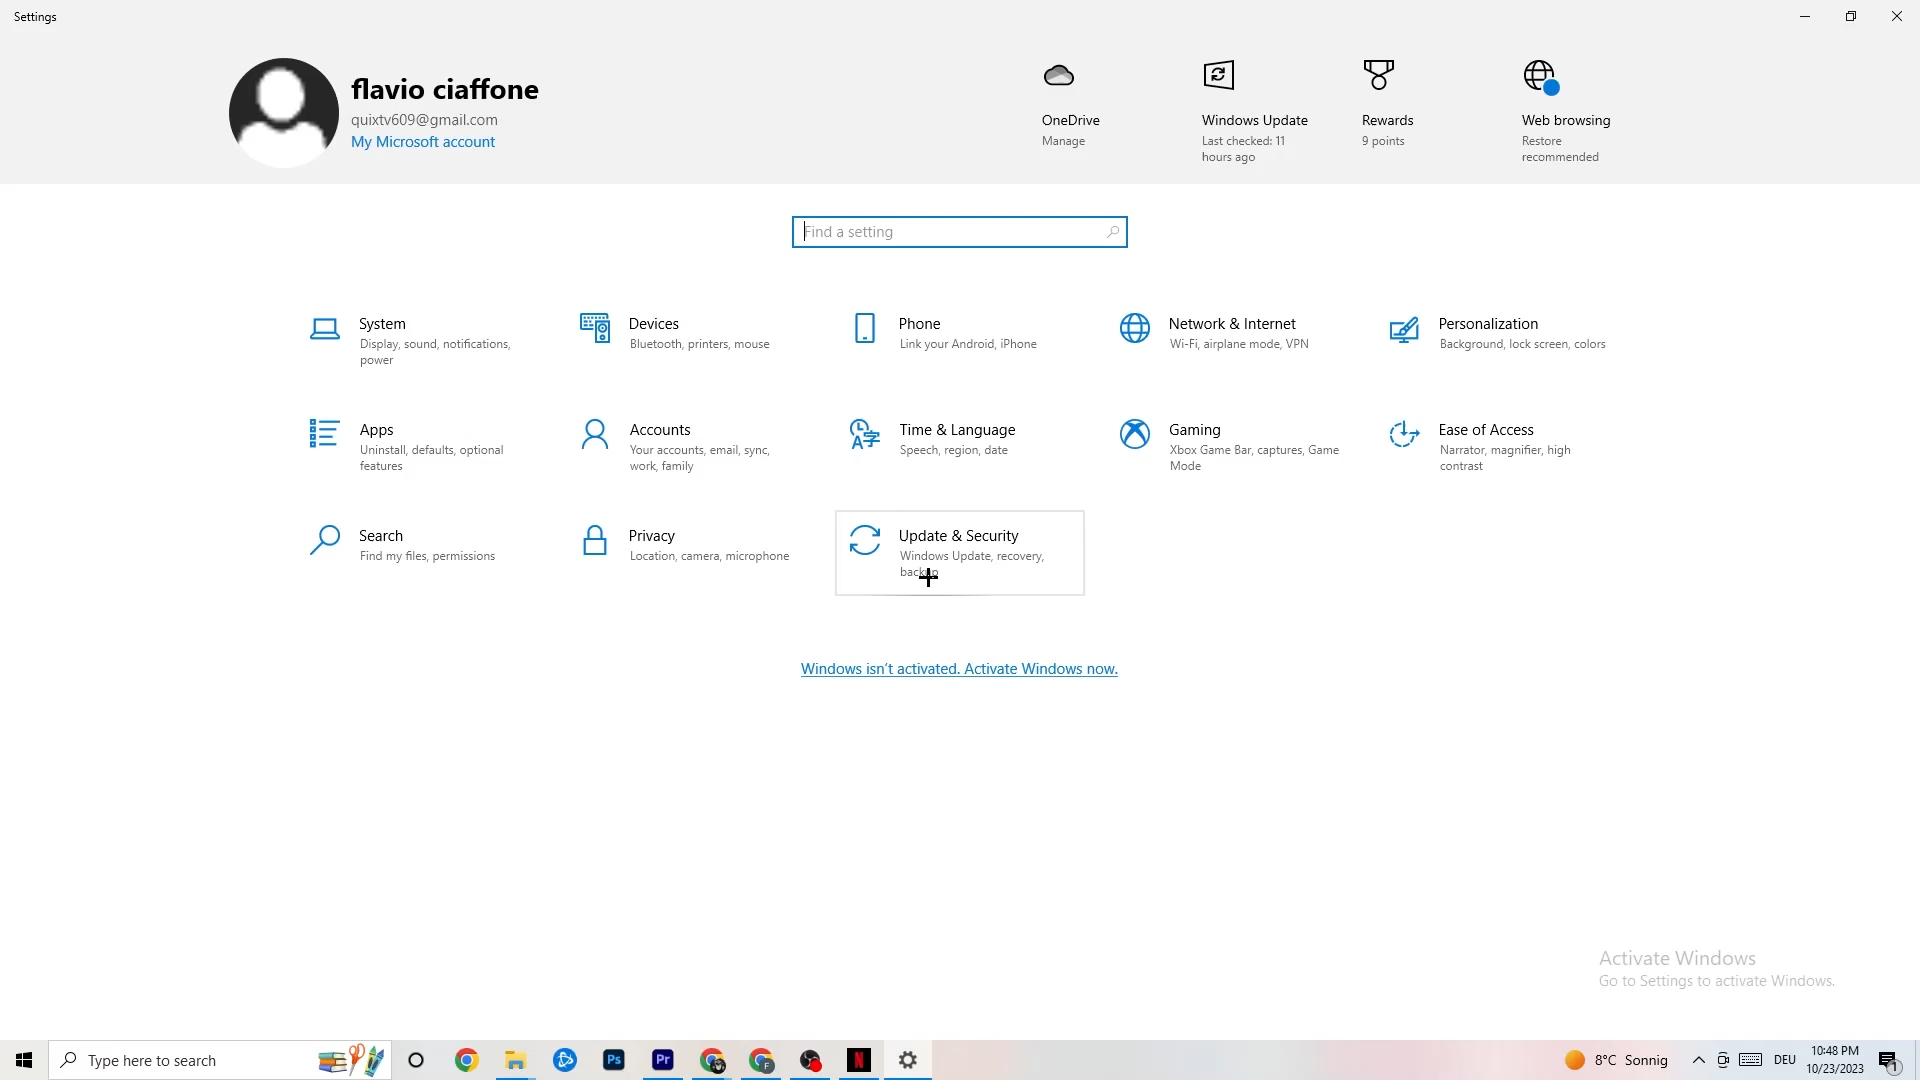 Settings
flavio ciaffone
quixtv609@gmail.com
My Microsoft account
OneDrive
Manage
Windows Update
Last checked: 11
hours ago
Rewards
9 points
Web browsing
Restore
recommended
Find a setting
System
Display, sound, notifications,
power
Devices
Bluetooth, printers, mouse
Phone
Link your Android, iPhone
Network & Internet
Wi-Fi, airplane mode, VPN
Personalization
Background, lock screen, colors
Apps
Uninstall, defaults, optional
features
Accounts
Your accounts, email, sync,
work, family
Time & Language
Speech, region, date
Gaming
Xbox Game Bar, captures, Game
Mode
Ease of Access
Narrator, magnifier, high
contrast
Search
Find my files, permissions
Privacy
Location, camera, microphone
Update & Security
Windows Update, recovery,
backup
Windows isn't activated. Activate Windows now.
Activate Windows
Go to Settings to activate Windows.
Type here to search
Ps
Pr
F
N
8°C Sonnig
DEU
10:48 PM
10/23/2023
1